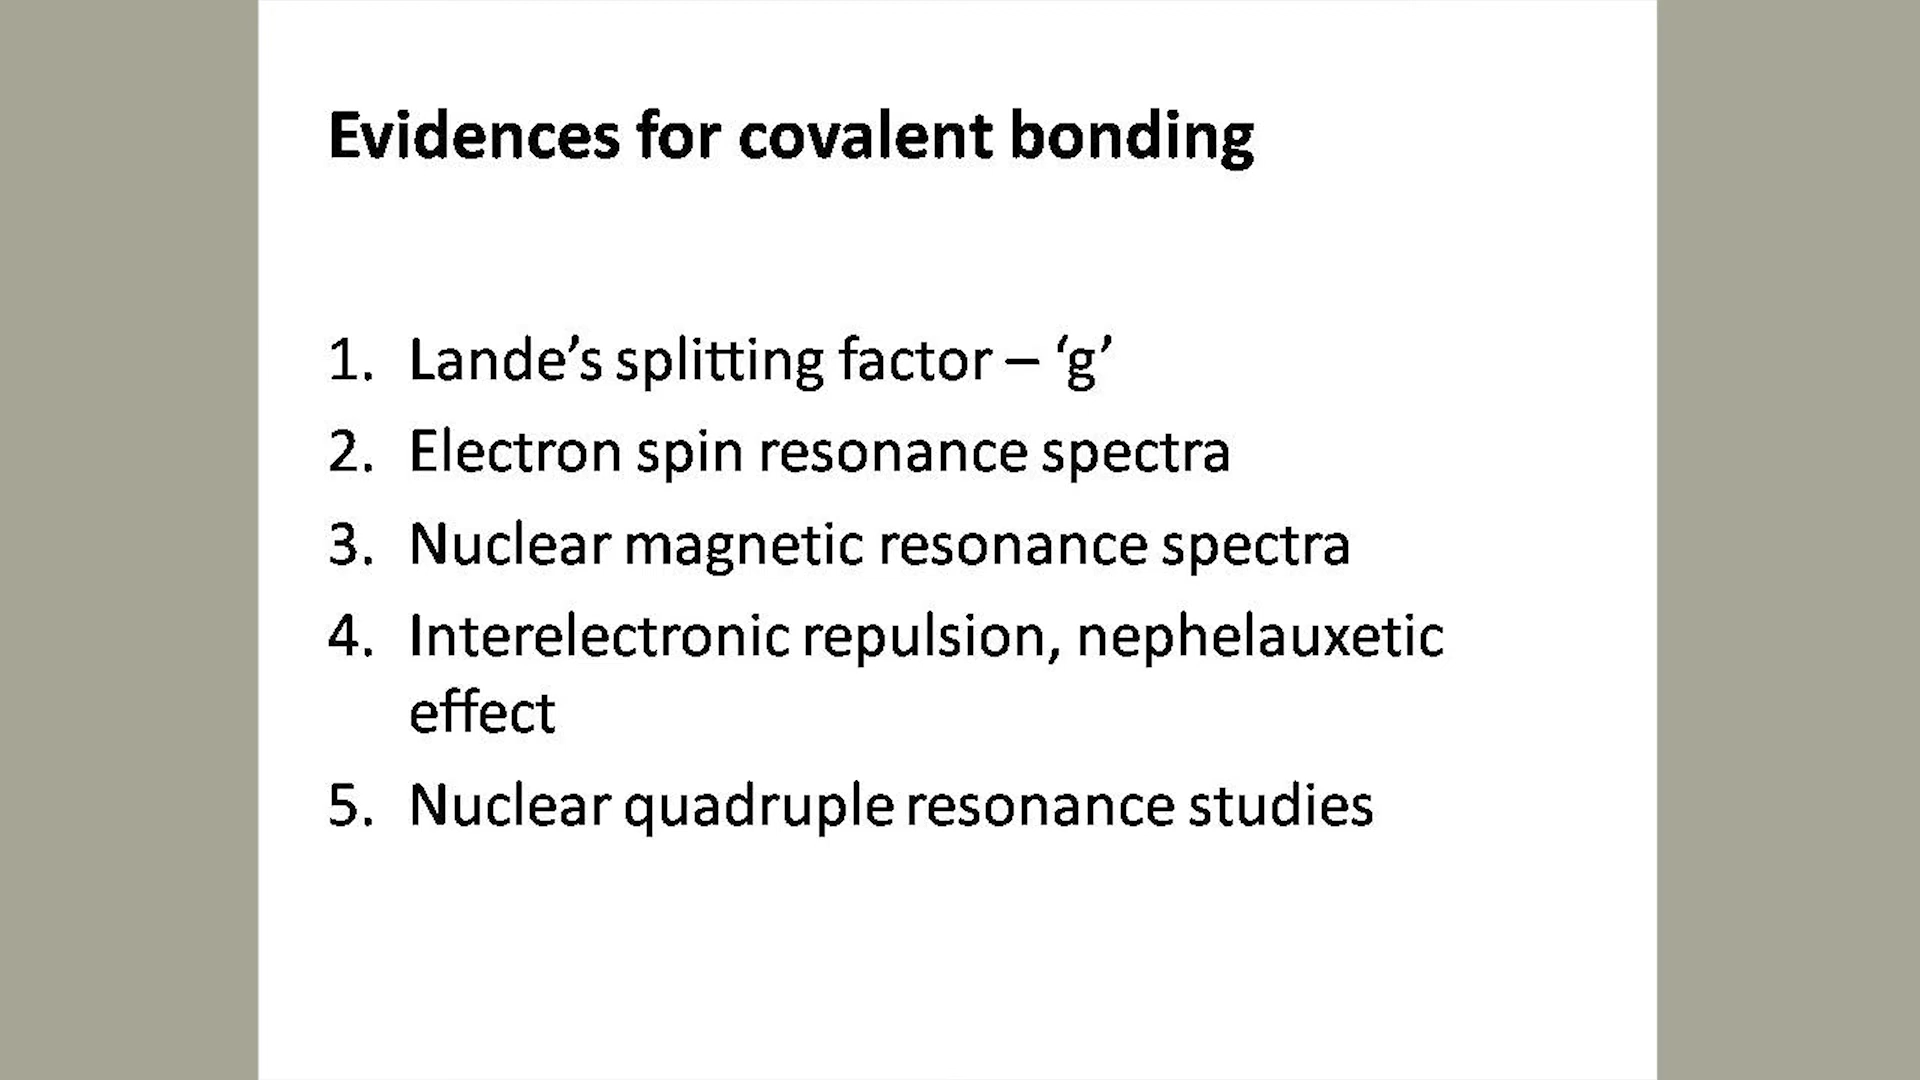 Evidences for covalent bonding
1. Lande’s splitting factor – ‘g’
2. Electron spin resonance spectra
3. Nuclear magnetic resonance spectra
4. Interelectronic repulsion, nephelauxetic
effect
5. Nuclear quadruple resonance studies